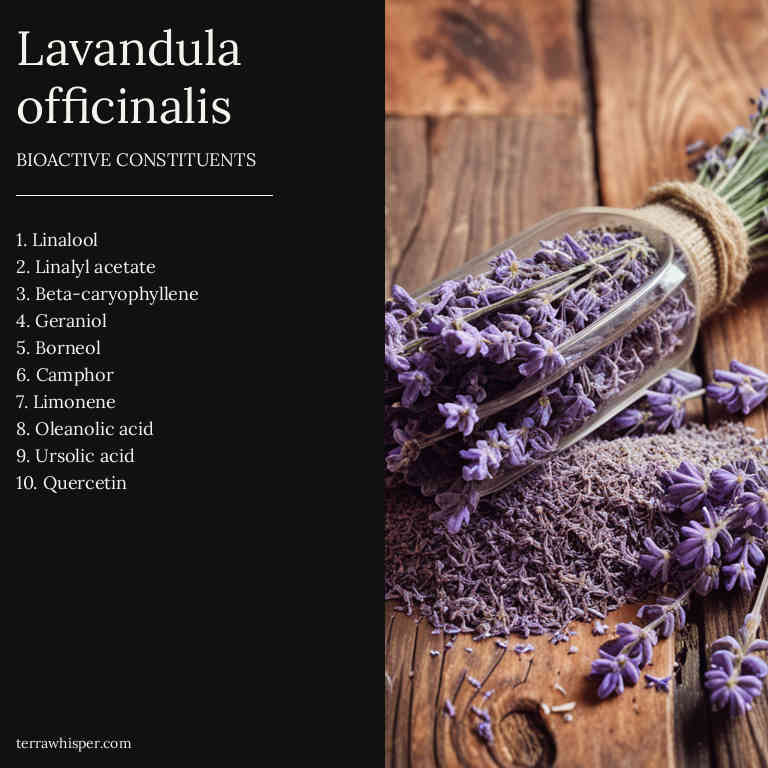 Lavandula
officinalis
BIOACTIVE CONSTITUENTS
1. Linalool
2. Linalyl acetate
3. Beta-caryophyllene
4. Geraniol
5. Borneol
6. Camphor
7. Limonene
8. Oleanolic acid
9. Ursolic acid
10. Quercetin
terrawhisper.com